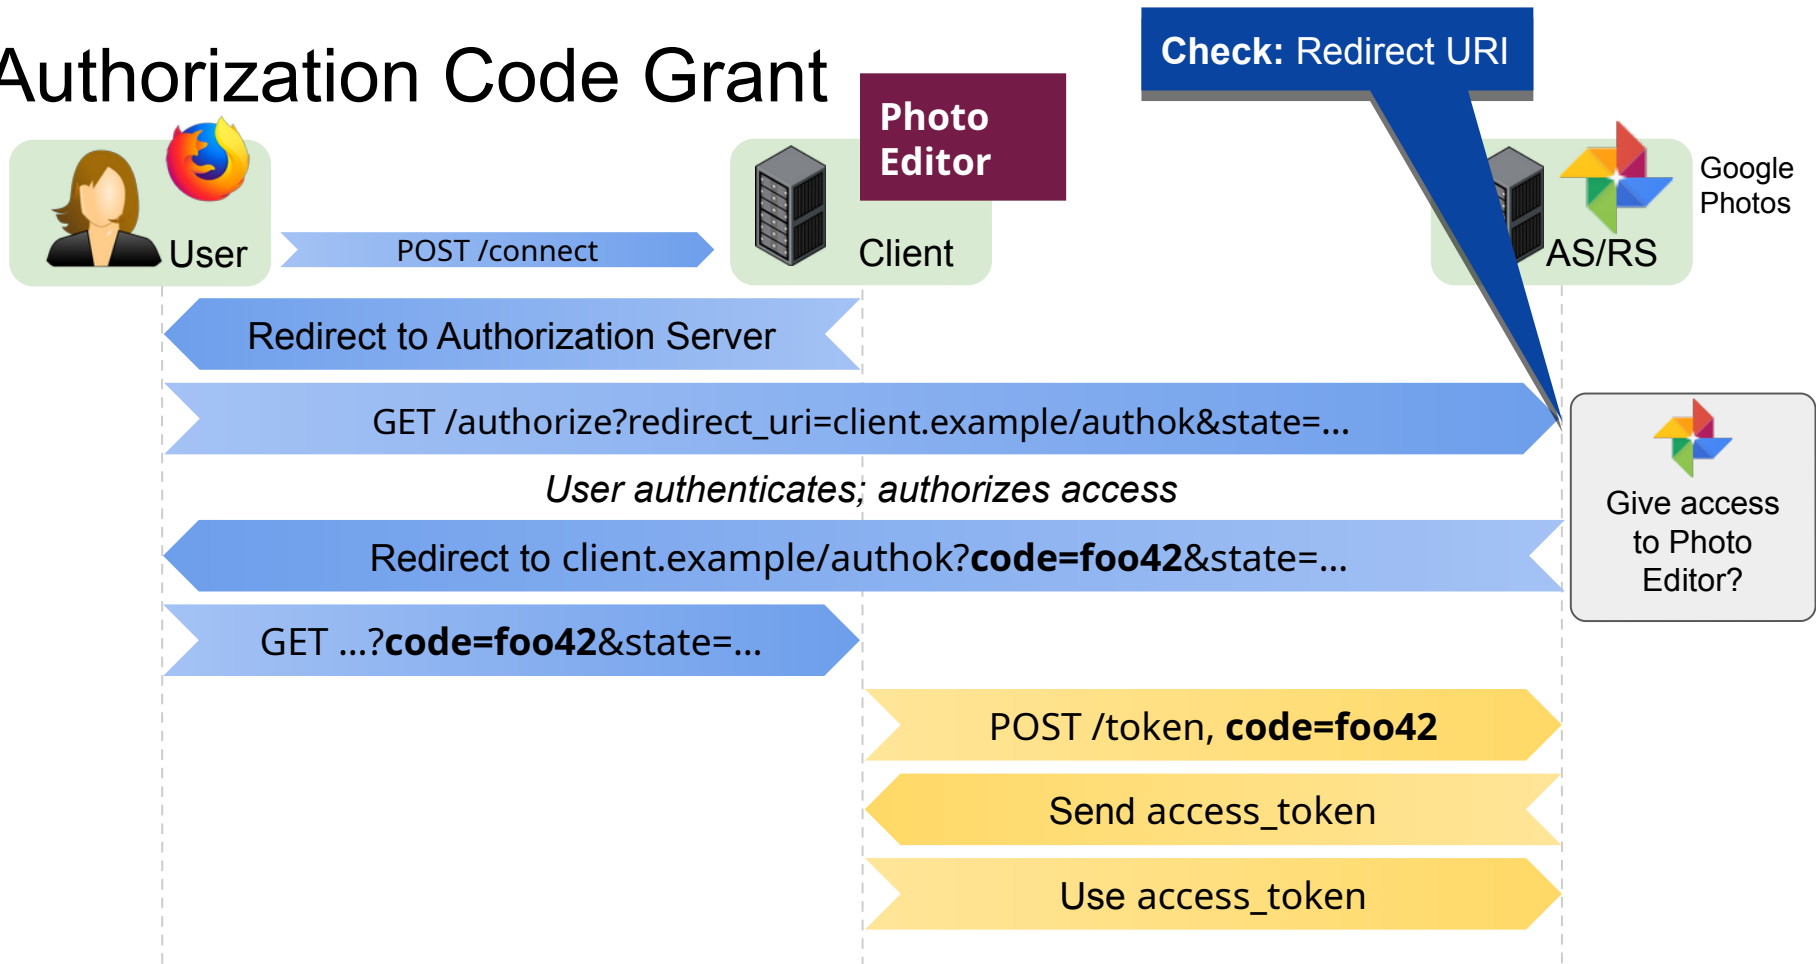 Authorization Code Grant
Check: Redirect URI
Photo
Editor
Google
Photos
User
POST /connect
Client
AS/RS
Redirect to Authorization Server
GET /authorize?redirect_uri=client.example/authok&state=...
User authenticates; authorizes access
Redirect to client.example/authok?code=foo42&state=...
Give access
to Photo
Editor?
GET ...?code=foo42&state=...
POST /token, code=foo42
Send access_token
Use access_token